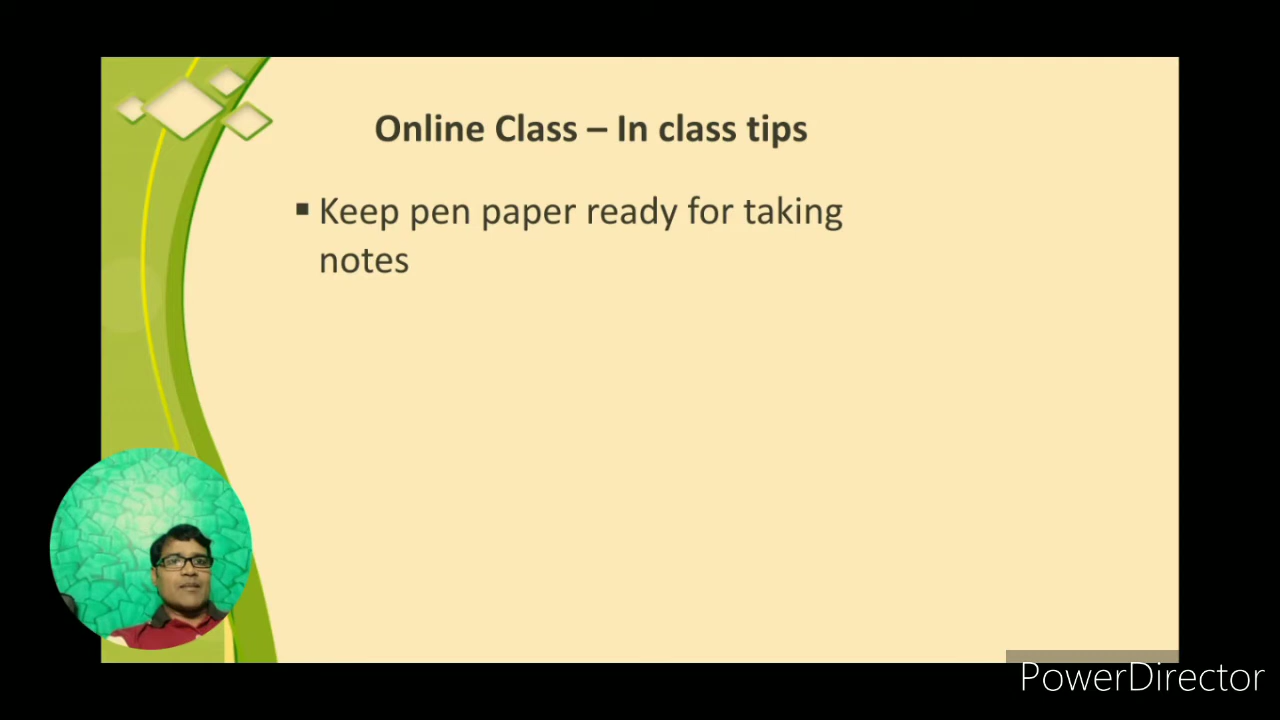 Online Class – In class tips
▪ Keep pen paper ready for taking
notes
PowerDirector